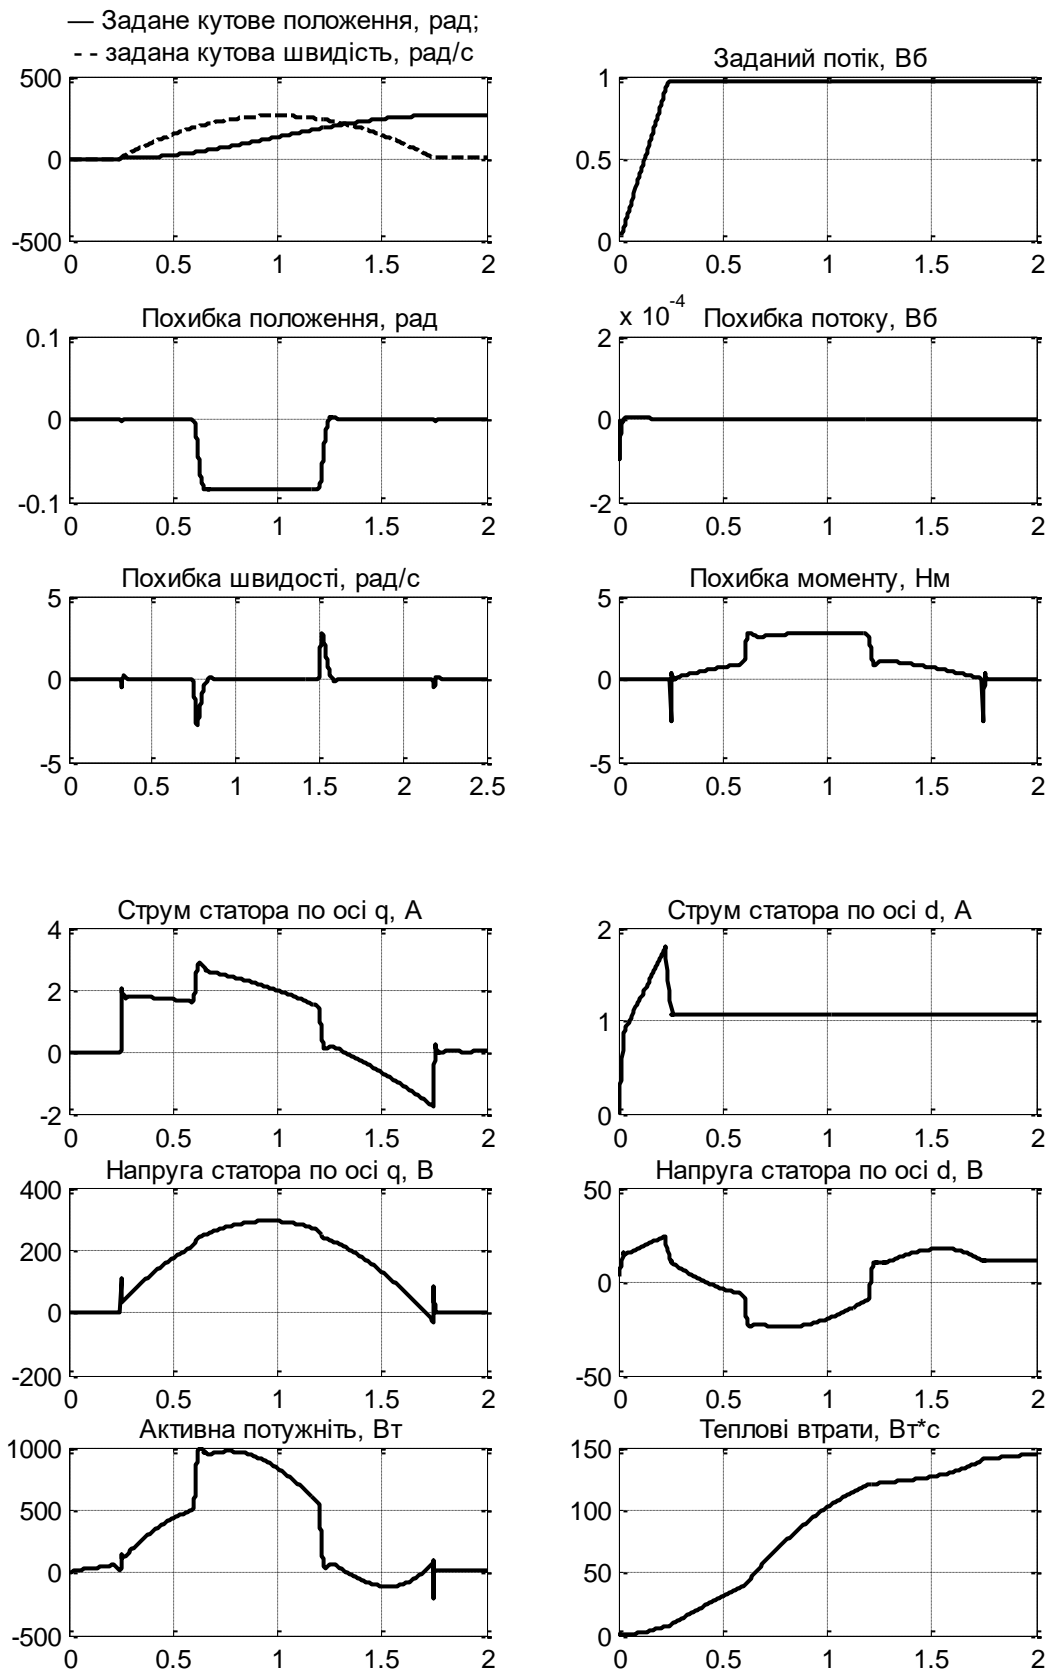 — Задане кутове положення, рад;
- - задана кутова швидість, рад/с
500
0
-500
0 0.5 1 1.5 2
Заданий потік, Вб
1
0.5
0
0 0.5 1 1.5 2
Похибка положення, рад
0.1
0
-0.1
0 0.5 1 1.5 2
x 10-4 Похибка потоку, Вб
2
0
-2
0 0.5 1 1.5 2
Похибка швидості, рад/с
5
0
-5
0 0.5 1 1.5 2 2.5
Похибка моменту, Нм
5
0
-5
0 0.5 1 1.5 2
Струм статора по осі q, А
4
2
0
-2
0 0.5 1 1.5 2
Струм статора по осі d, А
2
1
0
0 0.5 1 1.5 2
Напруга статора по осі q, В
400
200
0
-200
0 0.5 1 1.5 2
Напруга статора по осі d, В
50
0
-50
0 0.5 1 1.5 2
Активна потужніть, Вт
1000
500
0
-500
0 0.5 1 1.5 2
Теплові втрати, Вт*с
150
100
50
0
0 0.5 1 1.5 2